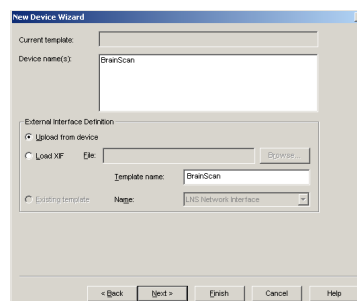 New Device Wizard
Current template:
Device name(s):
BrainScan
External Interface Definition
Upload from device
Load XIF File: Browse...
Template name: BrainScan
Existing template Name: LNS Network Interface
< Back Next > Finish Cancel Help